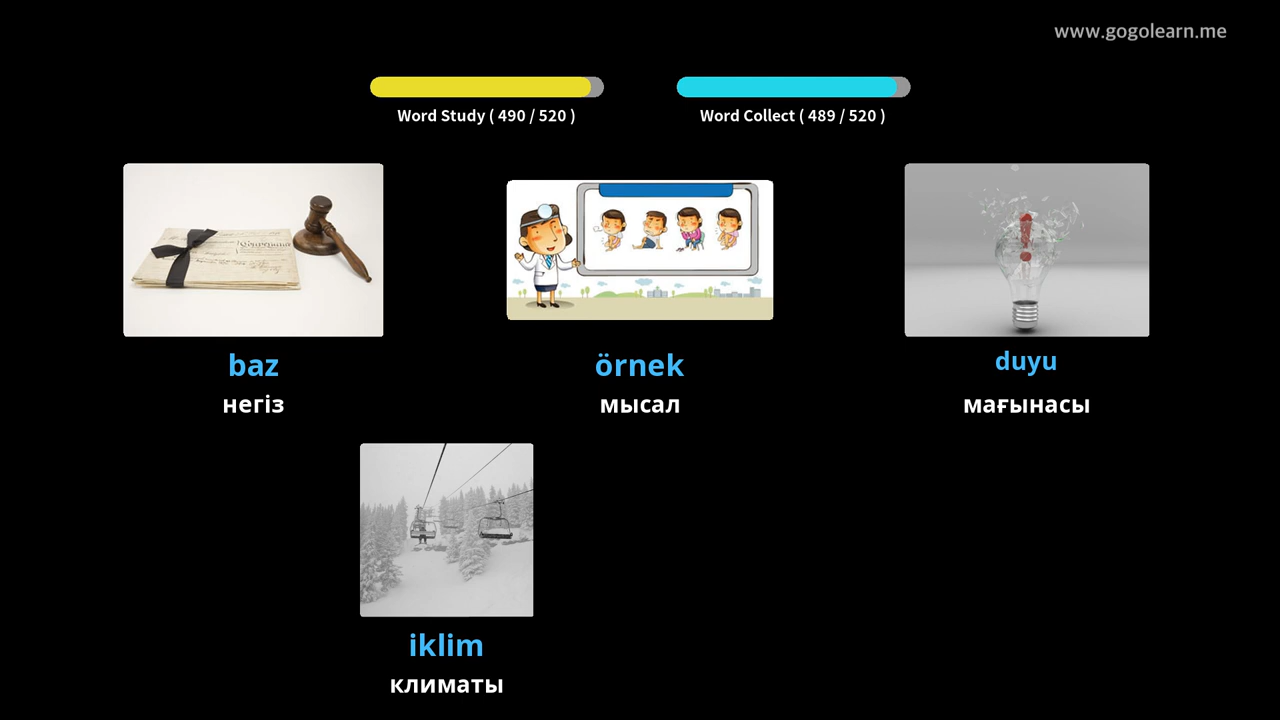 www.gogolearn.me
Word Study ( 490 / 520 )
Word Collect ( 489 / 520 )
baz
örnek
duyu
негіз
мысал
мағынасы
iklim
климаты